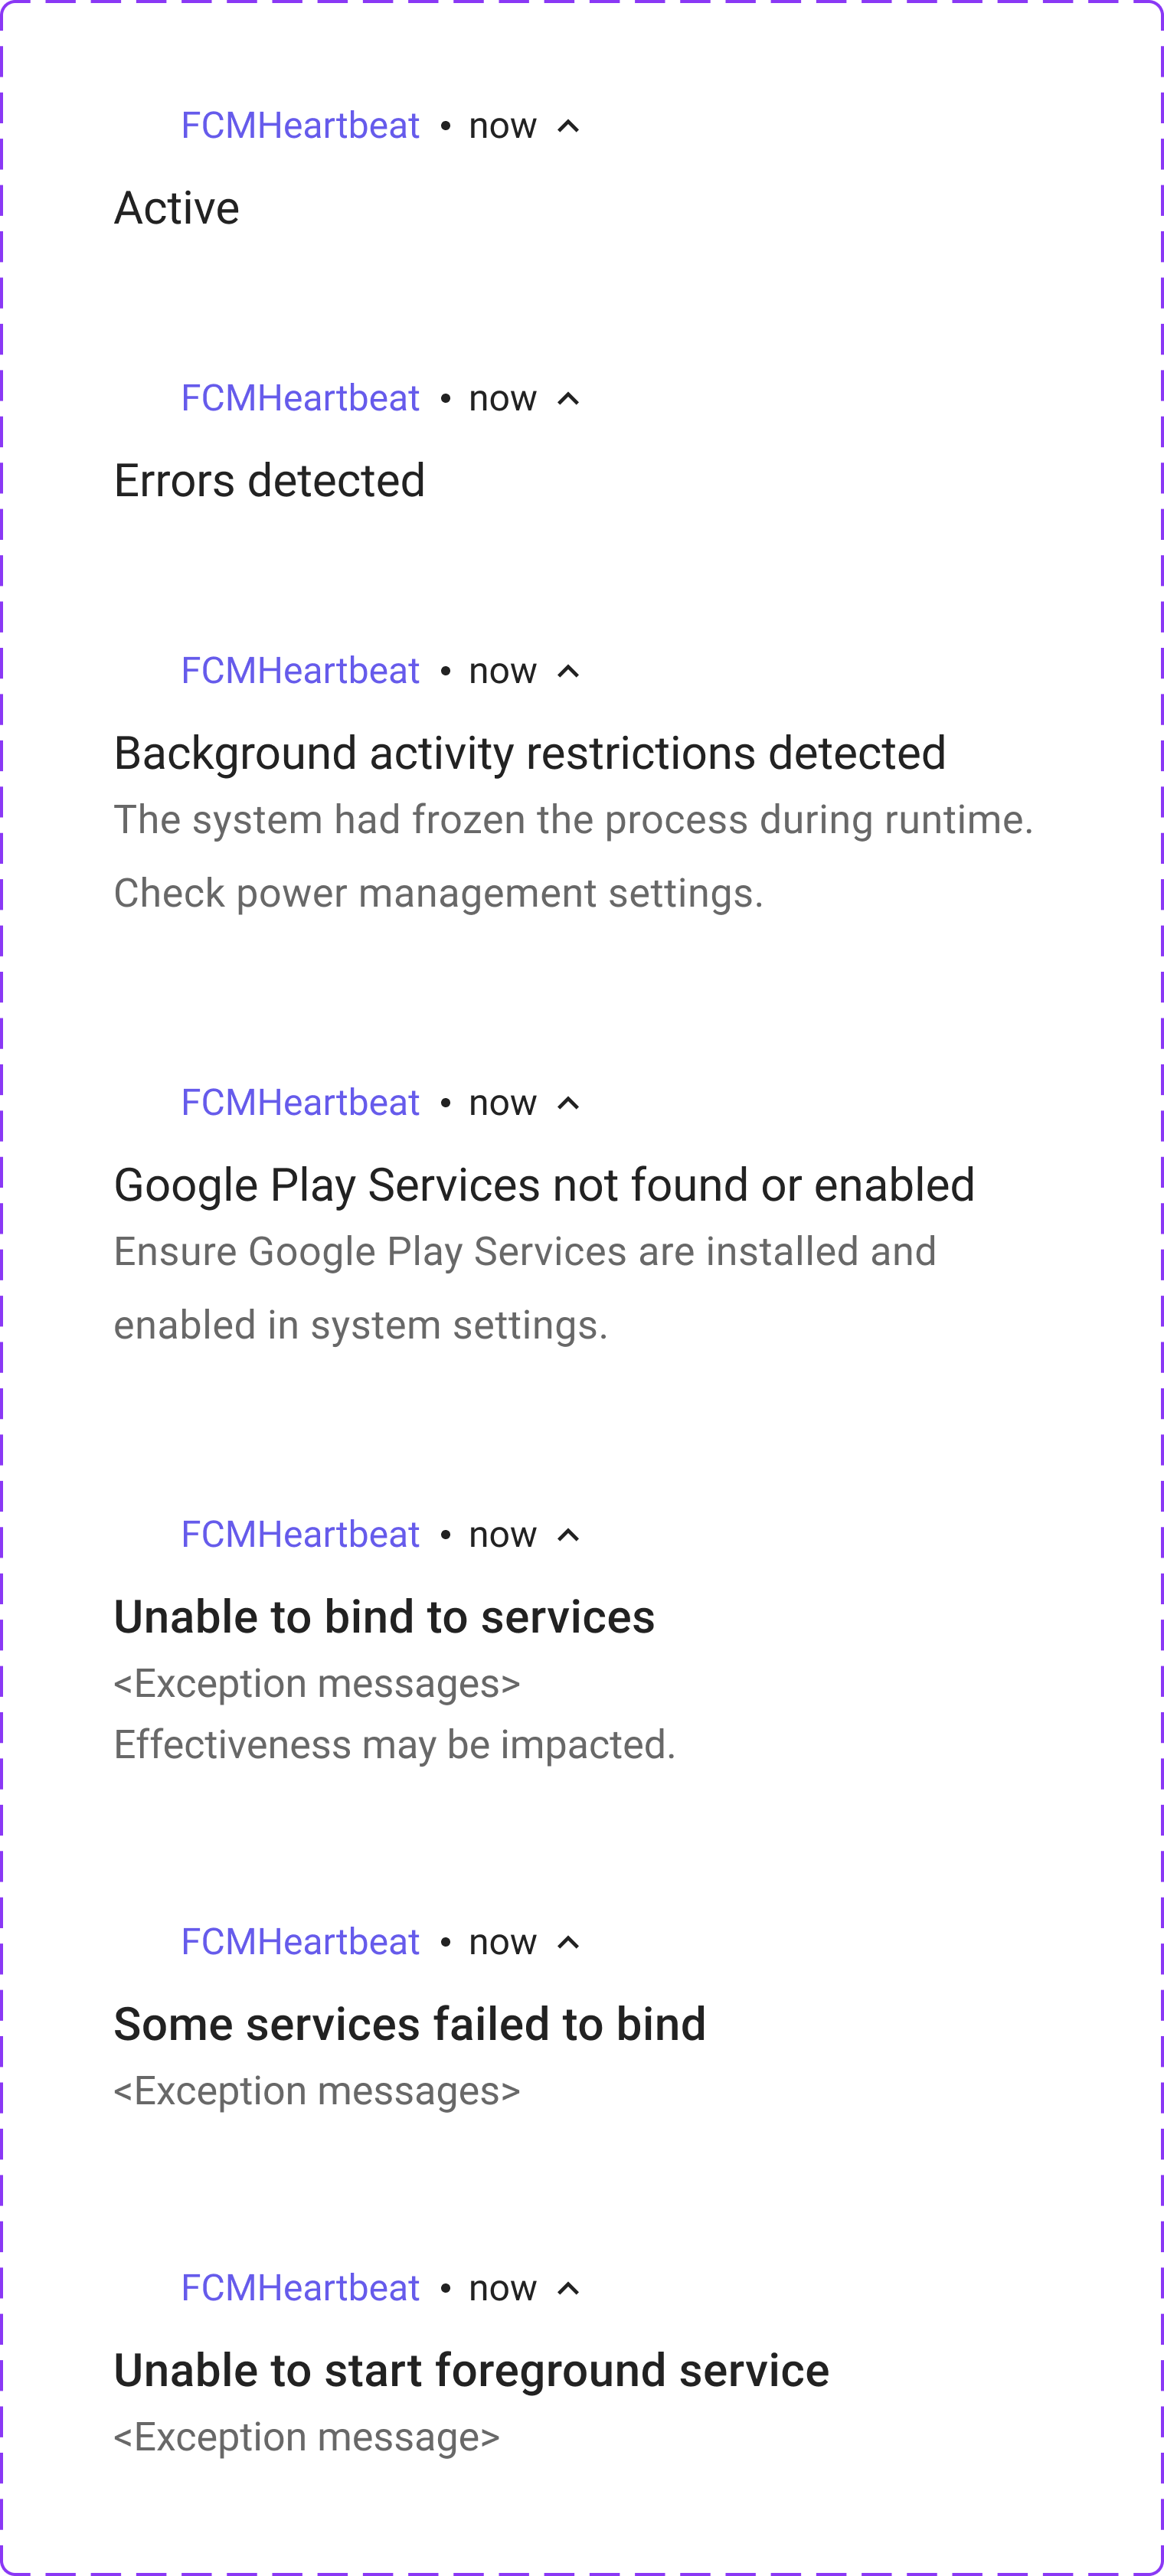 FCMHeartbeat • now
Active
FCMHeartbeat • now
Errors detected
FCMHeartbeat • now
Background activity restrictions detected
The system had frozen the process during runtime.
Check power management settings.
FCMHeartbeat • now
Google Play Services not found or enabled
Ensure Google Play Services are installed and
enabled in system settings.
FCMHeartbeat • now
Unable to bind to services
<Exception messages>
Effectiveness may be impacted.
FCMHeartbeat • now
Some services failed to bind
<Exception messages>
FCMHeartbeat • now
Unable to start foreground service
<Exception message>